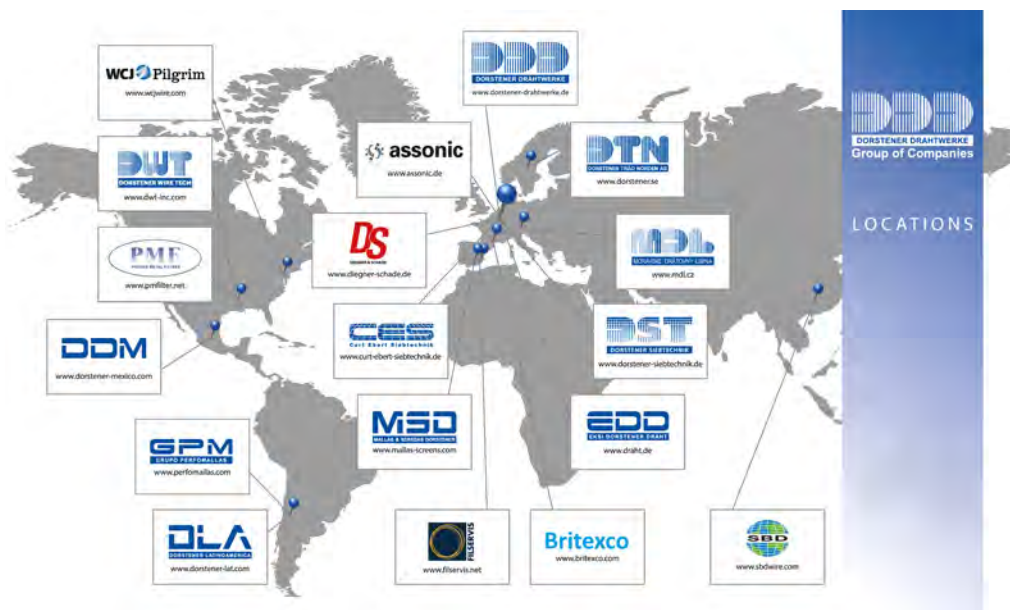 WCJ Pilgrim
www.wcjwire.com
DWT
DORSTENER WIRE TECH
www.dwt-inc.com
PMF
www.pmfilter.net
DDM
www.dorstener-mexico.com
GPM
GRUPO PERFOMALLAS
www.perfomallas.com
DLA
DORSTENER LATINOAMERICA
www.dorstener-lat.com
DDD
DORSTENER DRAHTWERKE
www.dorstener-drahtwerke.de
assonic
www.assonic.de
DS
DIEGNER & SCHADE
www.diegner-schade.de
CES
Curt Ebert Siebtechnik
www.curt-ebert-siebtechnik.de
MSD
MALLAS & SCREENS DORSTENER
www.mallas-screens.com
FILSERVIS
www.filservis.net
DTN
DORSTENER TRÅD NORDEN AB
www.dorstener.se
MDL
MORAVSKÉ DRÁTOVNY LIBINA
www.mdl.cz
DST
DORSTENER SIEBTECHNIK
www.dorstener-siebtechnik.de
EDD
EKSI DORSTENER DRAHT
www.draht.de
Britexco
www.britexco.com
SBD
www.sbdwire.com
DDD
DORSTENER DRAHTWERKE
Group of Companies
LOCATIONS